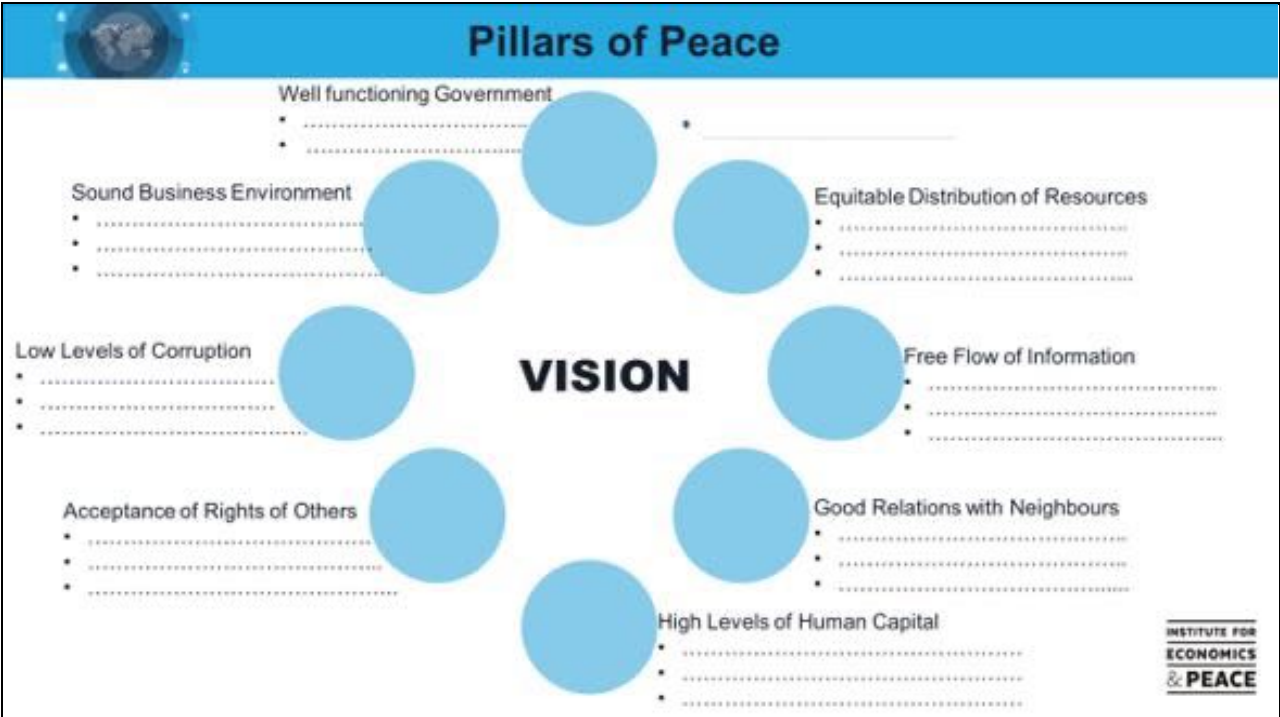 Pillars of Peace
Well functioning Government
Sound Business Environment
Equitable Distribution of Resources
Low Levels of Corruption
Free Flow of Information
VISION
Acceptance of Rights of Others
Good Relations with Neighbours
High Levels of Human Capital
INSTITUTE FOR
ECONOMICS
& PEACE